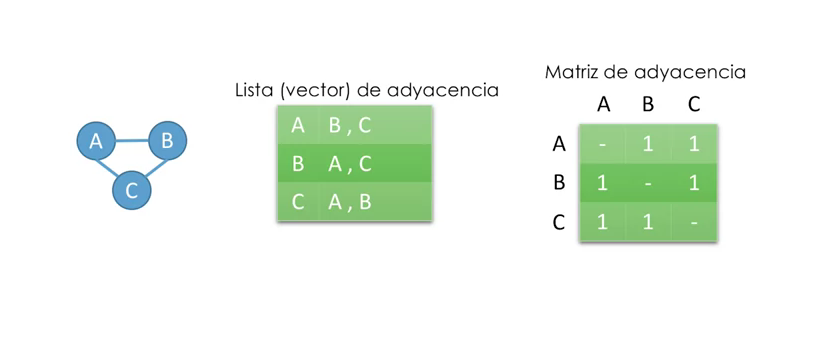 A B
C
Lista (vector) de adyacencia
A B , C
B A , C
C A , B
Matriz de adyacencia
A B C
A - 1 1
B 1 - 1
C 1 1 -